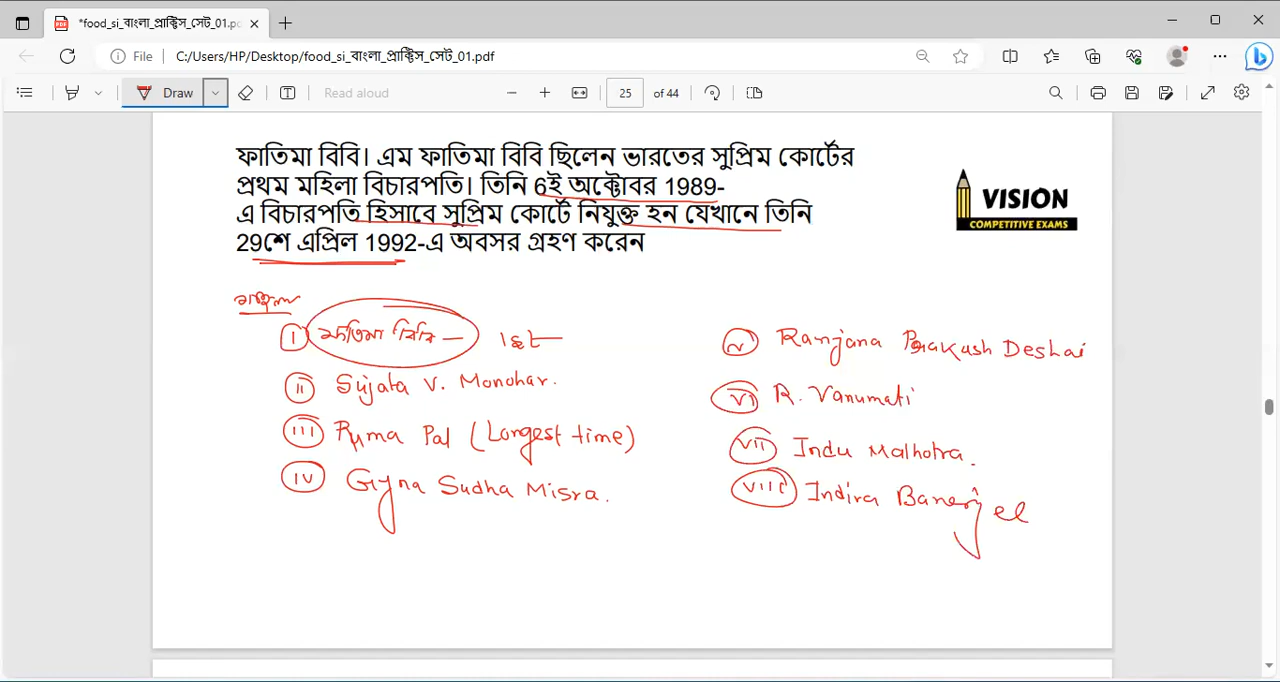 *food_si_বাংলা_প্রাক্টিস_সেট_01.pd
File C:/Users/HP/Desktop/food_si_বাংলা_প্রাক্টিস_সেট_01.pdf
Draw Read aloud 25 of 44
ফাতিমা বিবি। এম ফাতিমা বিবি ছিলেন ভারতের সুপ্রিম কোর্টের
প্রথম মহিলা বিচারপতি। তিনি 6ই অক্টোবর 1989-
এ বিচারপতি হিসাবে সুপ্রিম কোর্টে নিযুক্ত হন যেখানে তিনি
29শে এপ্রিল 1992-এ অবসর গ্রহণ করেন
VISION
COMPETITIVE EXAMS
I ফাতিমা বিবি —
II Sujata V. Monohar.
III Ruma Pal (Longest time)
IV Gyna Sudha Misra.
V Ranjana Prakash Deshai
VI R. Vanumati
VII Indu Malhotra.
VIII Indira Banerjee